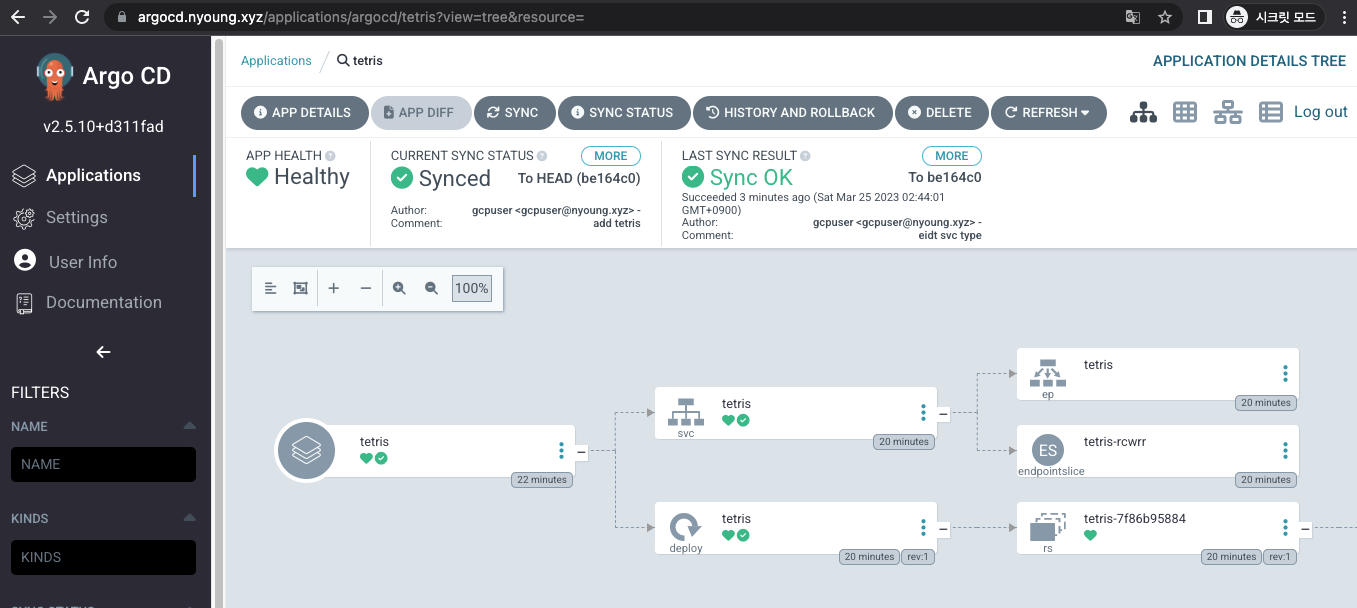 argocd.nyoung.xyz/applications/argocd/tetris?view=tree&resource=
시크릿 모드
Argo CD
v2.5.10+d311fad
Applications
Settings
User Info
Documentation
FILTERS
NAME
NAME
KINDS
KINDS
Applications
tetris
APPLICATION DETAILS TREE
APP DETAILS
APP DIFF
SYNC
SYNC STATUS
HISTORY AND ROLLBACK
DELETE
REFRESH
Log out
APP HEALTH
Healthy
CURRENT SYNC STATUS
MORE
Synced
To HEAD (be164c0)
Author: gcpuser <gcpuser@nyoung.xyz> -
Comment: add tetris
LAST SYNC RESULT
MORE
Sync OK
To be164c0
Succeeded 3 minutes ago (Sat Mar 25 2023 02:44:01
GMT+0900)
Author: gcpuser <gcpuser@nyoung.xyz> -
Comment: eidt svc type
100%
tetris
22 minutes
tetris
svc
20 minutes
tetris
deploy
20 minutes
rev:1
tetris
ep
20 minutes
ES
tetris-rcwrr
endpointslice
20 minutes
tetris-7f86b95884
rs
20 minutes
rev:1